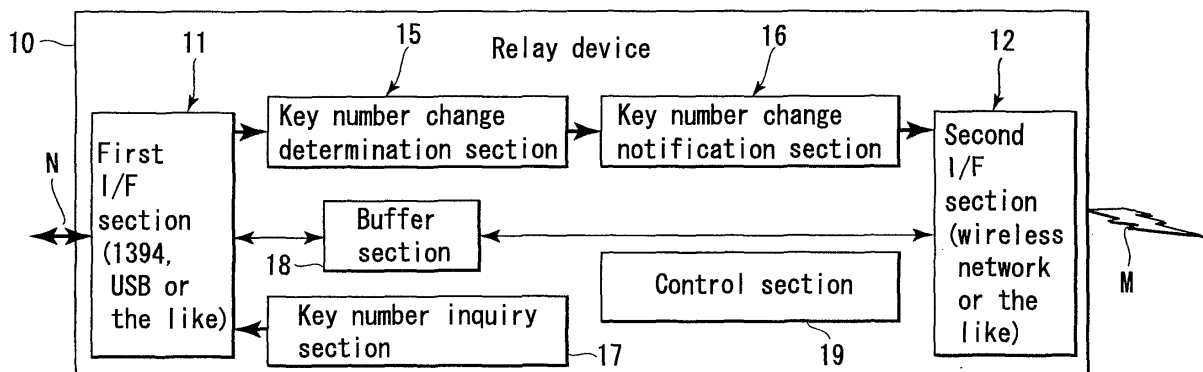 10
Relay device
11
15
16
12
Key number change
determination section
Key number change
notification section
First
I/F
section
(1394,
USB or
the like)
Second
I/F
section
(wireless
network
or the
like)
N
Buffer
section
18
Control section
19
Key number inquiry
section
17
M